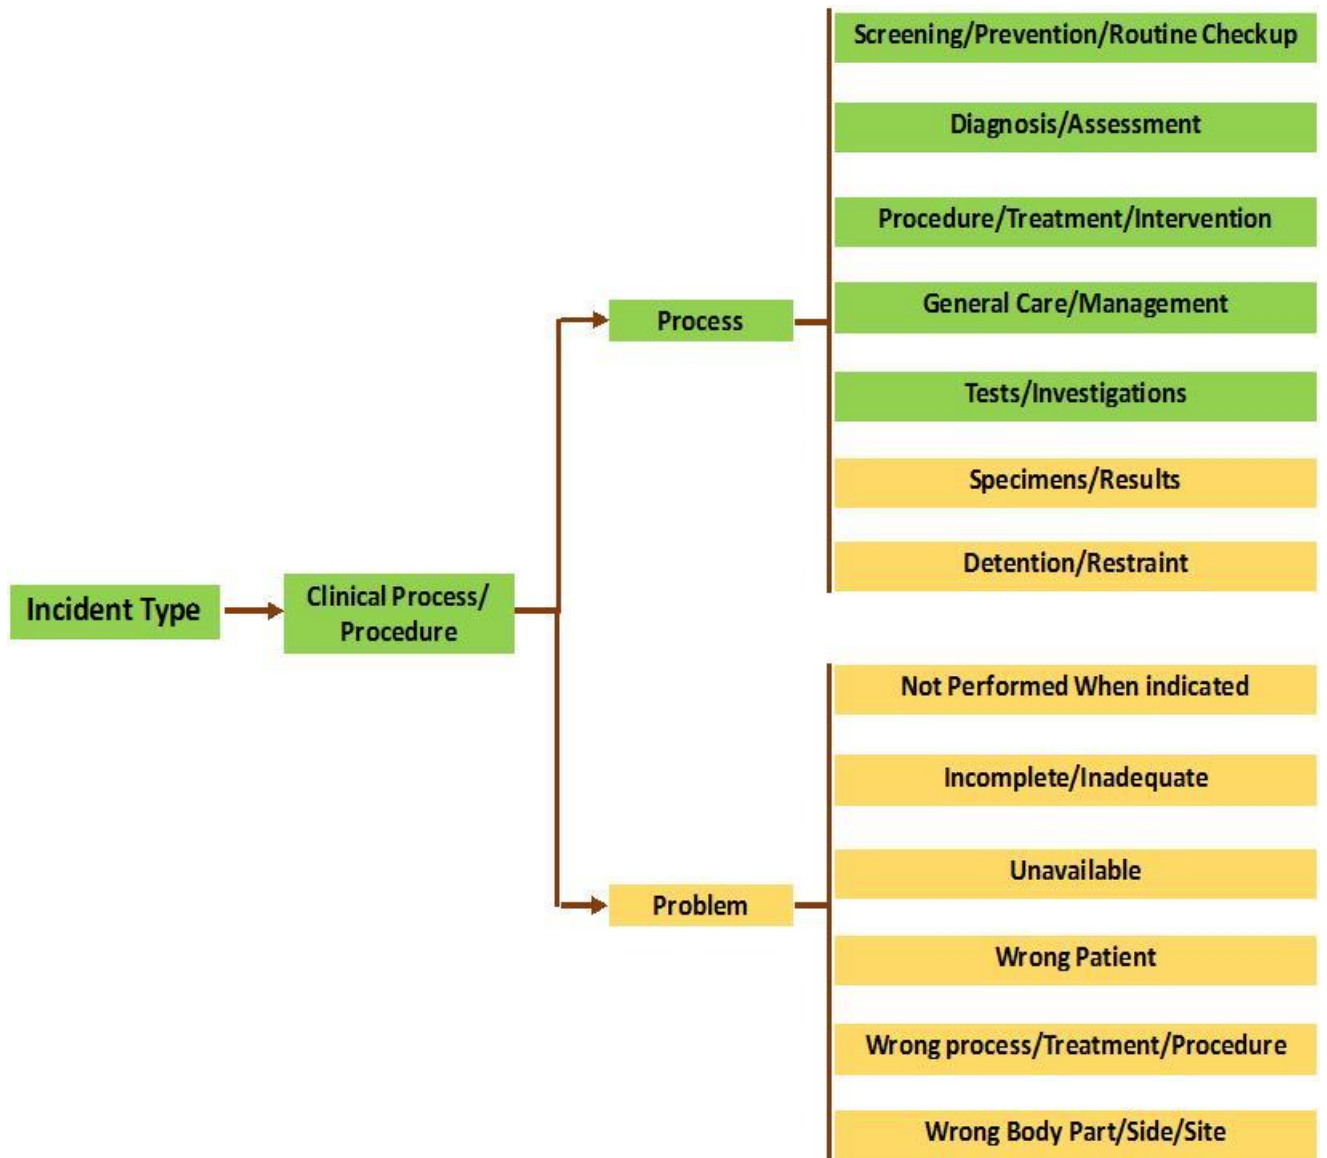 Screening/Prevention/Routine Checkup
Diagnosis/Assessment
Procedure/Treatment/Intervention
General Care/Management
Process
Tests/Investigations
Specimens/Results
Detention/Restraint
Incident Type
Clinical Process/
Procedure
Not Performed When indicated
Incomplete/Inadequate
Unavailable
Problem
Wrong Patient
Wrong process/Treatment/Procedure
Wrong Body Part/Side/Site